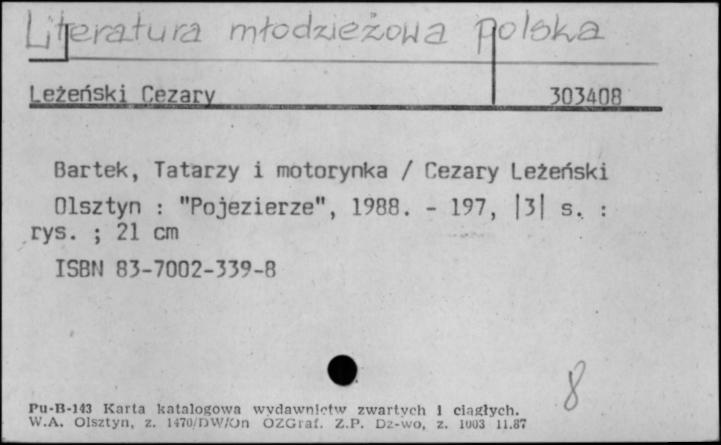 Literatura młodzieżowa polska
Leżeński Cezary 303408
Bartek, Tatarzy i motorynka / Cezary Leżeński
Olsztyn : "Pojezierze", 1988. - 197, |3| s. :
rys. ; 21 cm
ISBN 83-7002-339-8
8
Pu-B-143 Karta katalogowa wydawnictw zwartych i ciągłych.
W.A. Olsztyn, z. 1470/DW/On OZGraf. Z.P. Dz-wo, z. 1003 11.87